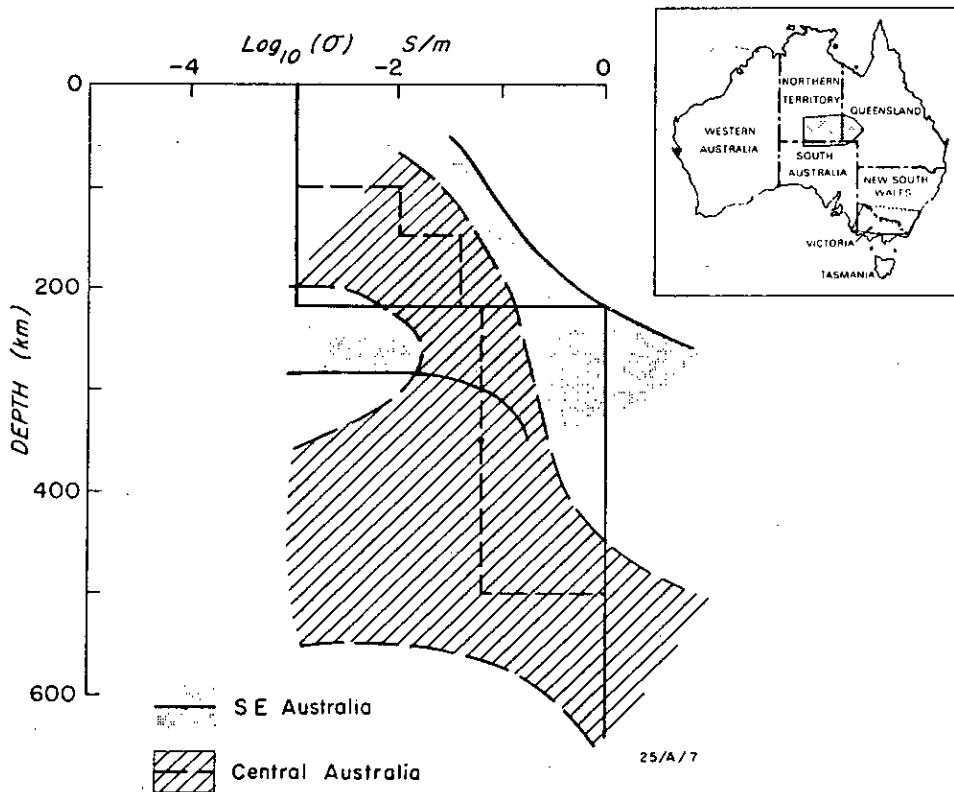 Log10 (σ) S/m
-4 -2 0
0
200
400
600
DEPTH (km)
NORTHERN
TERRITORY
QUEENSLAND
WESTERN
AUSTRALIA
SOUTH
AUSTRALIA
NEW SOUTH
WALES
VICTORIA
TASMANIA
SE Australia
Central Australia
25/A/7